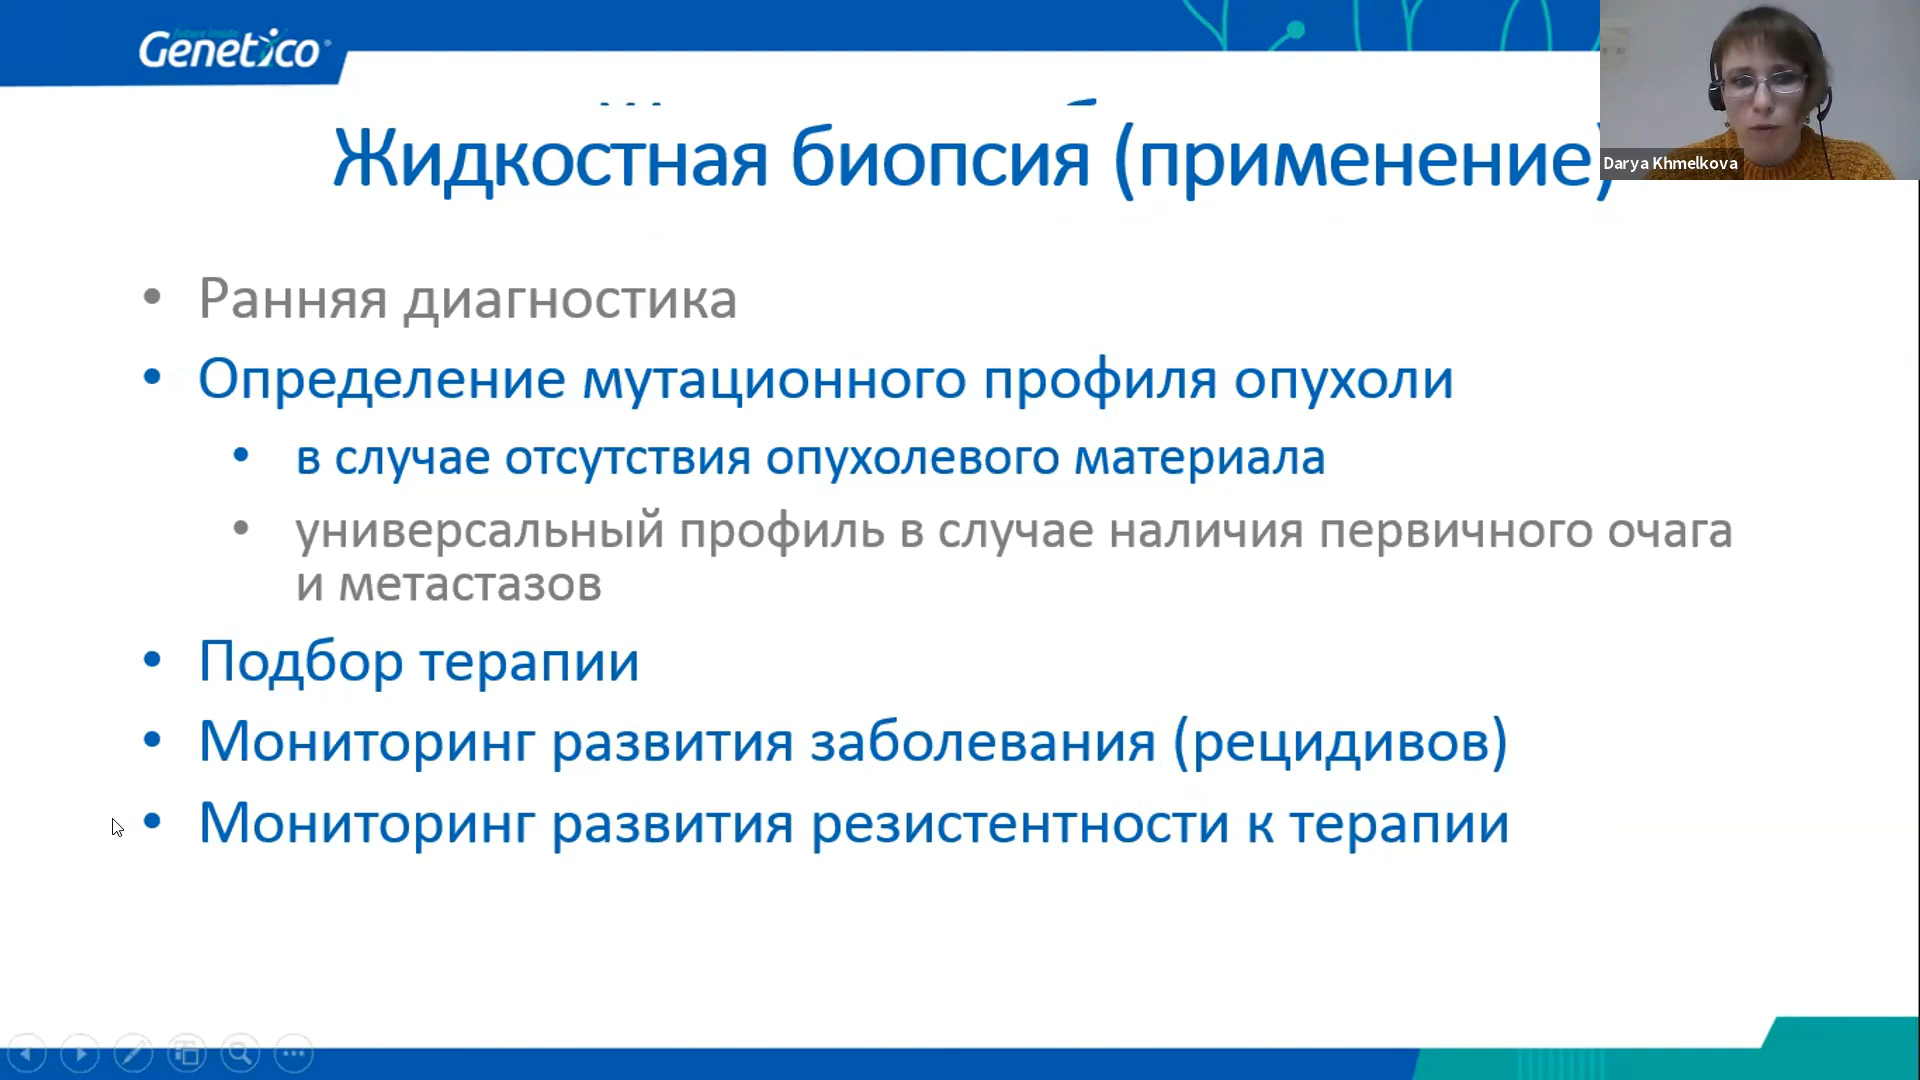 Genetico
Жидкостная биопсия (применение)
Darya Khmelkova
• Ранняя диагностика
• Определение мутационного профиля опухоли
• в случае отсутствия опухолевого материала
• универсальный профиль в случае наличия первичного очага
и метастазов
• Подбор терапии
• Мониторинг развития заболевания (рецидивов)
• Мониторинг развития резистентности к терапии